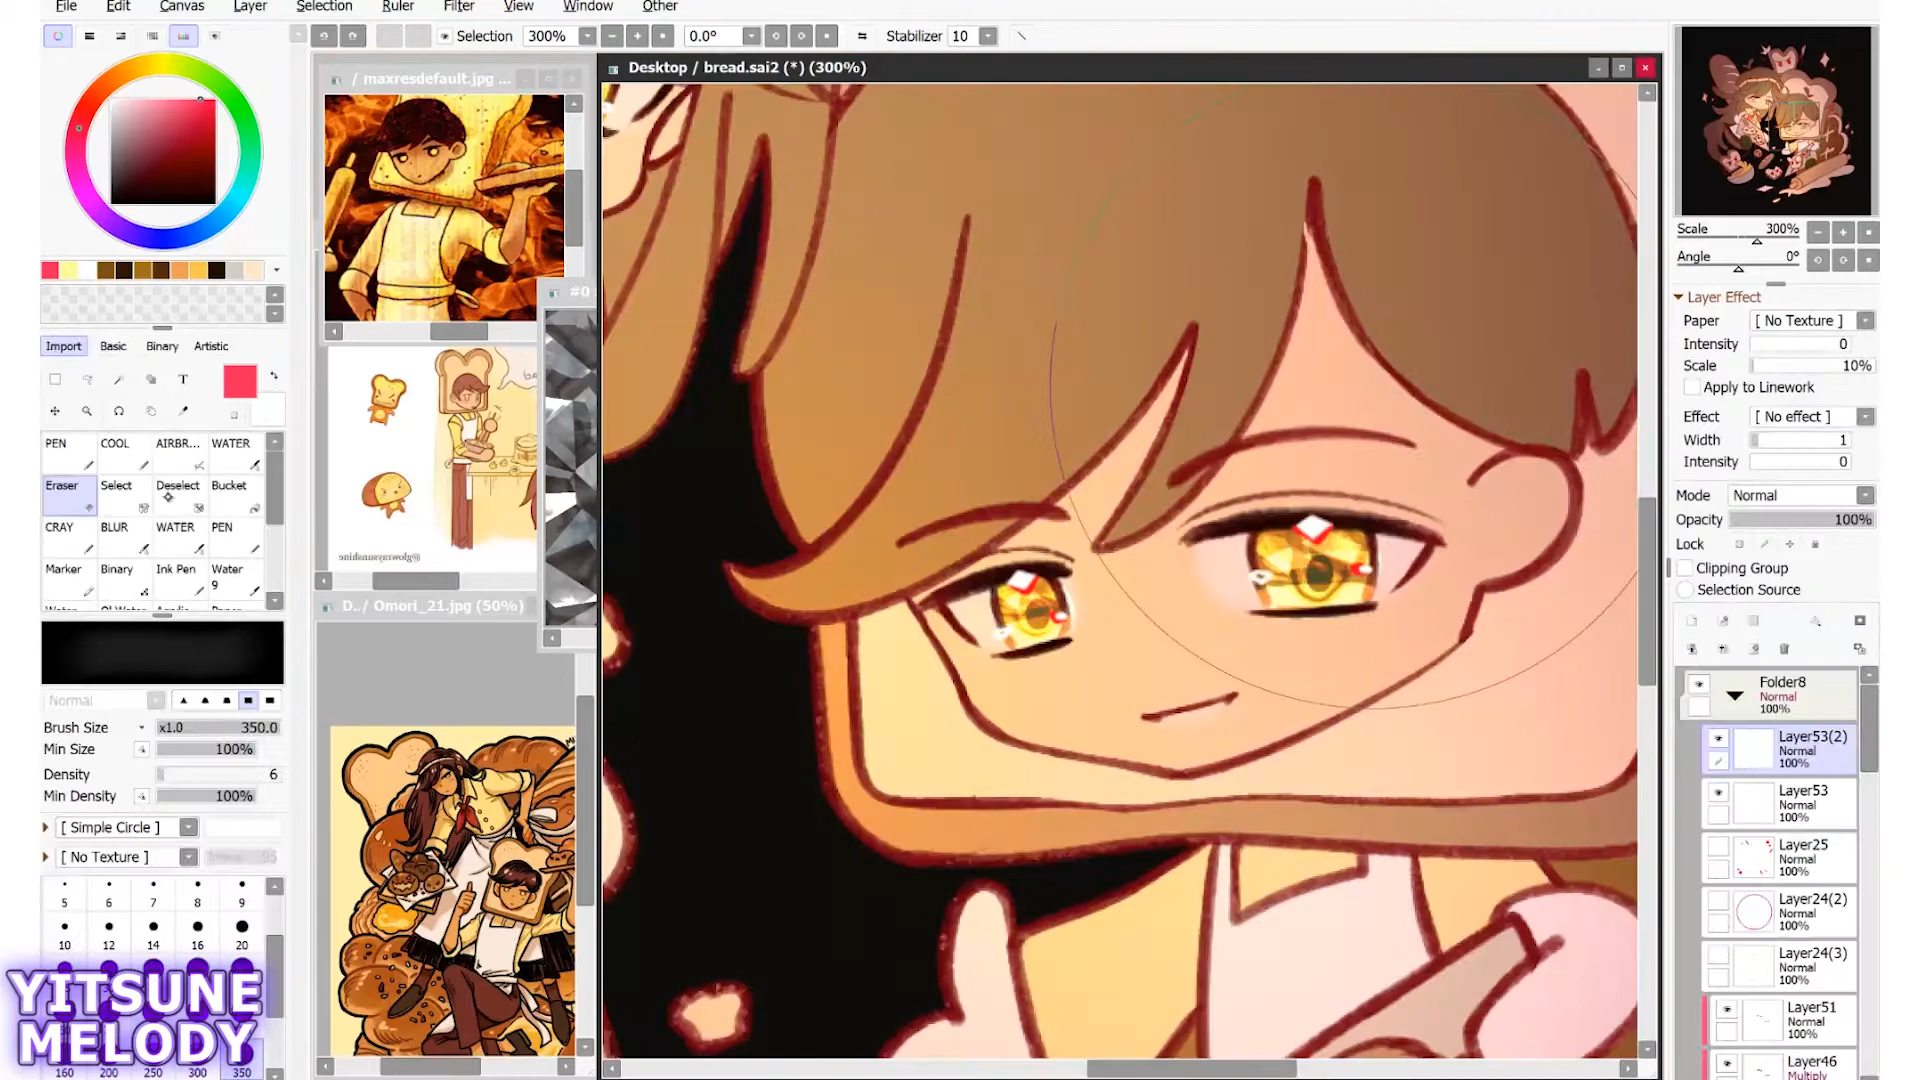 File Edit Canvas Layer Selection Filter Ruler View Window Other
Selection 300% 0.0° Stabilizer 10
/ maxresdefault.jpg ...
Desktop / bread.sai2 (*) (300%)
#0
@glowraysunshine
D../ Omori_21.jpg (50%)
Import Basic Binary Artistic
T
PEN COOL AIRBR... WATER
Eraser Select Deselect Bucket
CRAY BLUR WATER PEN
Marker Binary Ink Pen Water 9
Normal
Brush Size x1.0 350.0
Min Size 100%
Density 6
Min Density 100%
[ Simple Circle ]
[ No Texture ] 95
5 6 7 8 9
10 12 14 16 20
160 200 250 300 350
YITSUNE
MELODY
Scale 300%
Angle 0°
Layer Effect
Paper [ No Texture ]
Intensity 0
Scale 10%
Apply to Linework
Effect [ No effect ]
Width 1
Intensity 0
Mode Normal
Opacity 100%
Lock
Clipping Group
Selection Source
Folder8
Normal
100%
Layer53(2)
Normal
100%
Layer53
Normal
100%
Layer25
Normal
100%
Layer24(2)
Normal
100%
Layer24(3)
Normal
100%
Layer51
Normal
100%
Layer46
Multiply